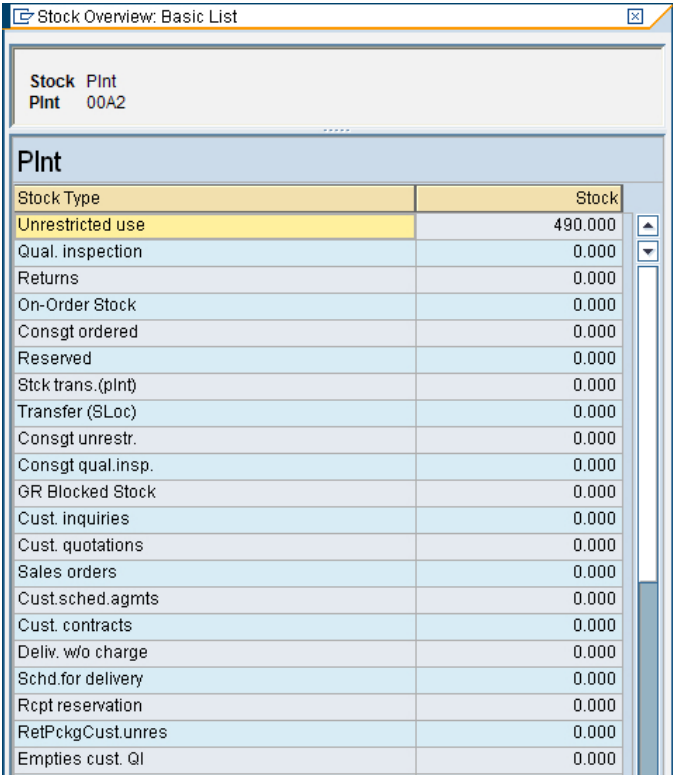 Stock Overview: Basic List
Stock Plnt
Plnt 00A2
Plnt
Stock Type Stock
Unrestricted use 490.000
Qual. inspection 0.000
Returns 0.000
On-Order Stock 0.000
Consgt ordered 0.000
Reserved 0.000
Stck trans.(plnt) 0.000
Transfer (SLoc) 0.000
Consgt unrestr. 0.000
Consgt qual.insp. 0.000
GR Blocked Stock 0.000
Cust. inquiries 0.000
Cust. quotations 0.000
Sales orders 0.000
Cust.sched.agmts 0.000
Cust. contracts 0.000
Deliv. w/o charge 0.000
Schd.for delivery 0.000
Rcpt reservation 0.000
RetPckgCust.unres 0.000
Empties cust. QI 0.000